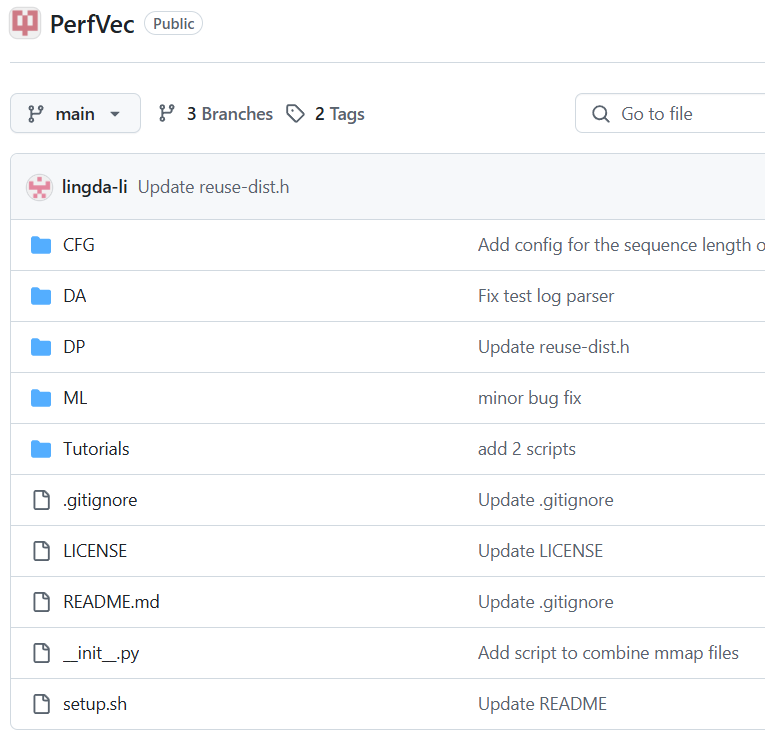 PerfVec Public
main 3 Branches 2 Tags Go to file
lingda-li Update reuse-dist.h
CFG Add config for the sequence length o
DA Fix test log parser
DP Update reuse-dist.h
ML minor bug fix
Tutorials add 2 scripts
.gitignore Update .gitignore
LICENSE Update LICENSE
README.md Update .gitignore
__init__.py Add script to combine mmap files
setup.sh Update README